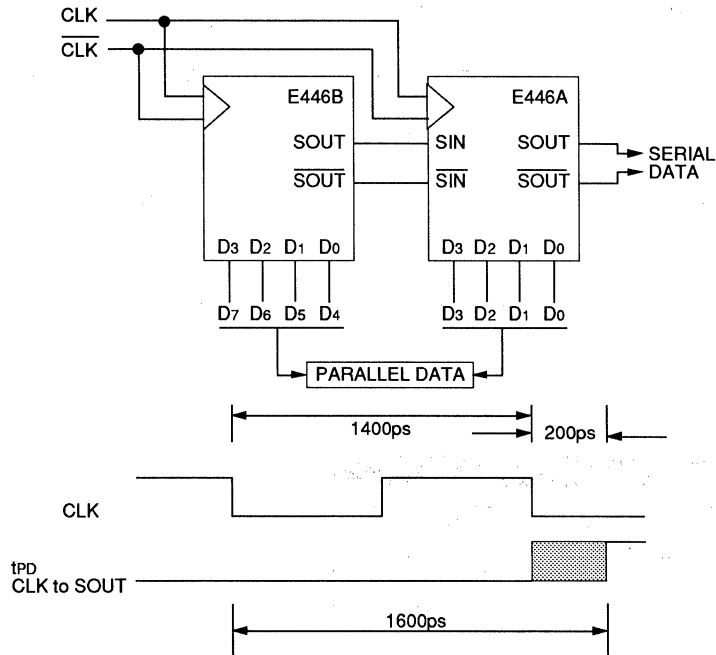 CLK
CLK
E446B
E446A
SOUT
SIN
SOUT
SERIAL
DATA
SOUT
SIN
SOUT
D3 D2 D1 D0
D3 D2 D1 D0
D7 D6 D5 D4
D3 D2 D1 D0
PARALLEL DATA
1400ps
200ps
CLK
tPD
CLK to SOUT
1600ps